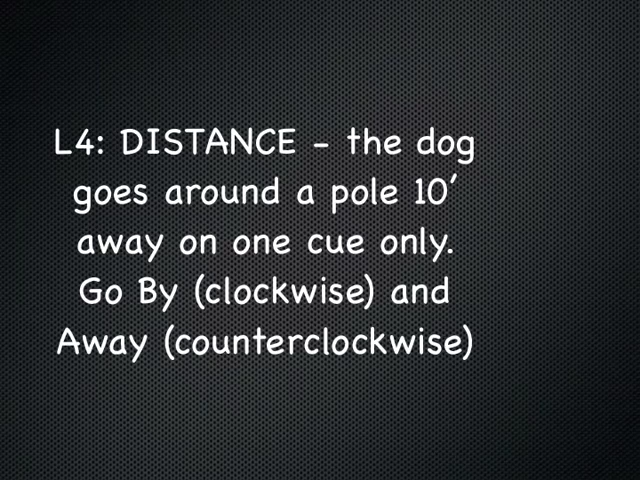 L4: DISTANCE - the dog
goes around a pole 10′
away on one cue only.
Go By (clockwise) and
Away (counterclockwise)